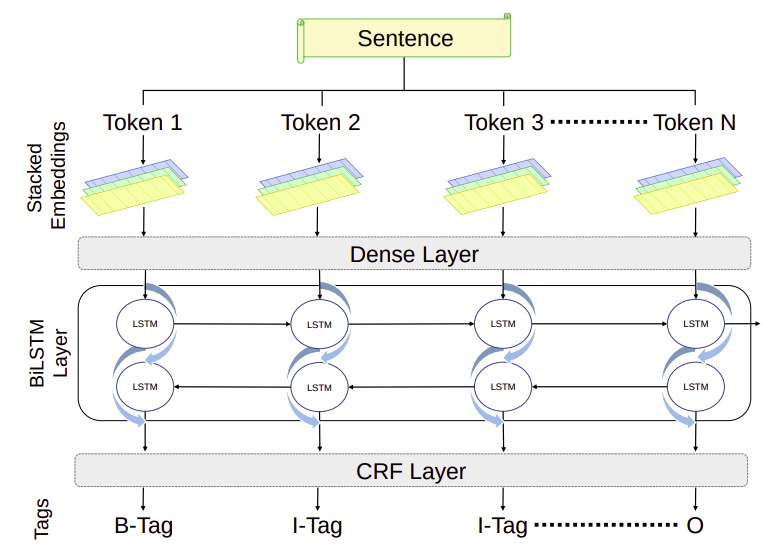 Sentence
Token 1
Token 2
Token 3
Token N
Stacked
Embeddings
Dense Layer
BiLSTM
Layer
LSTM
LSTM
LSTM
LSTM
LSTM
LSTM
LSTM
LSTM
CRF Layer
Tags
B-Tag
I-Tag
I-Tag
O